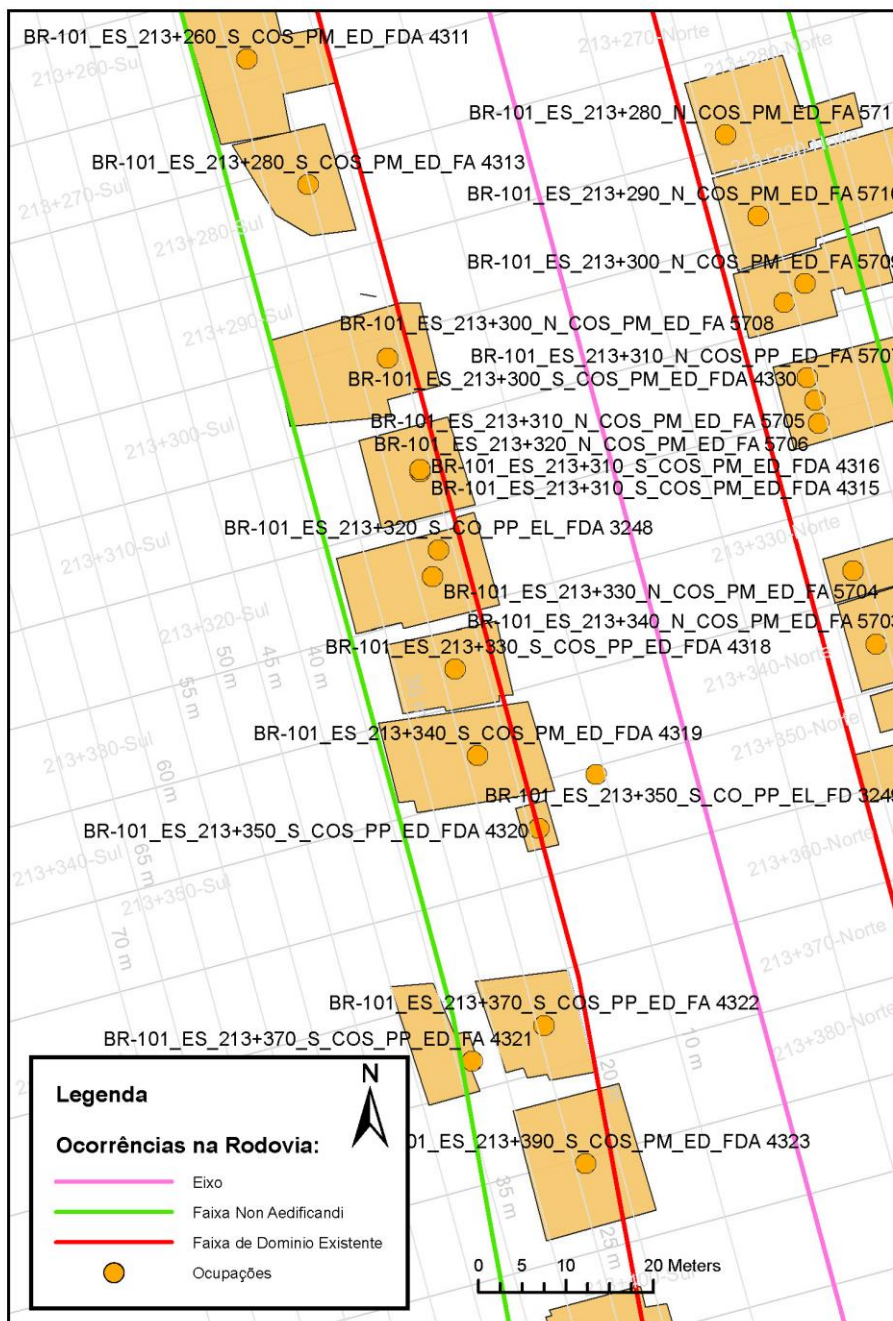 BR-101_ES_213+260_S_COS_PM_ED_FDA 4311
213+260-Sul
213+270-Norte
213+280-Norte
BR-101_ES_213+280_N_COS_PM_ED_FA 571
BR-101_ES_213+280_S_COS_PM_ED_FA 4313
213+270-Sul
BR-101_ES_213+290_N_COS_PM_ED_FA 5710
213+280-Sul
BR-101_ES_213+300_N_COS_PM_ED_FA 5709
213+290-Sul
BR-101_ES_213+300_N_COS_PM_ED_FA 5708
BR-101_ES_213+310_N_COS_PP_ED_FA 5707
BR-101_ES_213+300_S_COS_PM_ED_FDA 4330
213+300-Sul
BR-101_ES_213+310_N_COS_PM_ED_FA 5705
BR-101_ES_213+320_N_COS_PM_ED_FA 5706
BR-101_ES_213+310_S_COS_PM_ED_FDA 4316
BR-101_ES_213+310_S_COS_PM_ED_FDA 4315
BR-101_ES_213+320_S_CO_PP_EL_FDA 3248
213+310-Sul
213+330-Norte
BR-101_ES_213+330_N_COS_PM_ED_FA 5704
213+320-Sul
BR-101_ES_213+340_N_COS_PM_ED_FA 5703
BR-101_ES_213+330_S_COS_PP_ED_FDA 4318
40 m
45 m
50 m
55 m
213+340-Norte
213+330-Sul
BR-101_ES_213+340_S_COS_PM_ED_FDA 4319
213+350-Norte
60 m
BR-101_ES_213+350_S_CO_PP_EL_FD 3249
BR-101_ES_213+350_S_COS_PP_ED_FDA 4320
213+340-Sul
65 m
213+350-Sul
213+360-Norte
70 m
213+370-Norte
BR-101_ES_213+370_S_COS_PP_ED_FA 4322
BR-101_ES_213+370_S_COS_PP_ED_FA 4321
10 m
213+380-Norte
20
01_ES_213+390_S_COS_PM_ED_FDA 4323
35 m
25 m
N
Legenda
Ocorrências na Rodovia:
Eixo
Faixa Non Aedificandi
Faixa de Dominio Existente
Ocupações
0 5 10 20 Meters